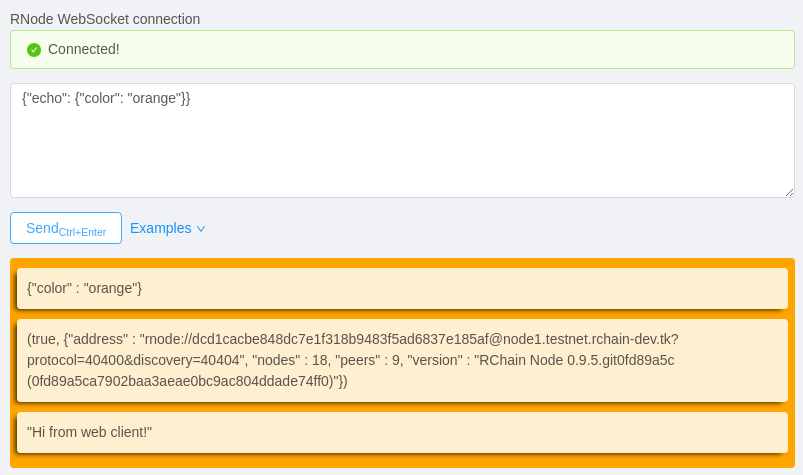 RNode WebSocket connection
Connected!
{"echo": {"color": "orange"}}
Send Ctrl+Enter Examples
{"color" : "orange"}
(true, {"address" : "rnode://dcd1cacbe848dc7e1f318b9483f5ad6837e185af@node1.testnet.rchain-dev.tk?
protocol=40400&discovery=40404", "nodes" : 18, "peers" : 9, "version" : "RChain Node 0.9.5.git0fd89a5c
(0fd89a5ca7902baa3aeae0bc9ac804ddade74ff0)"})
"Hi from web client!"